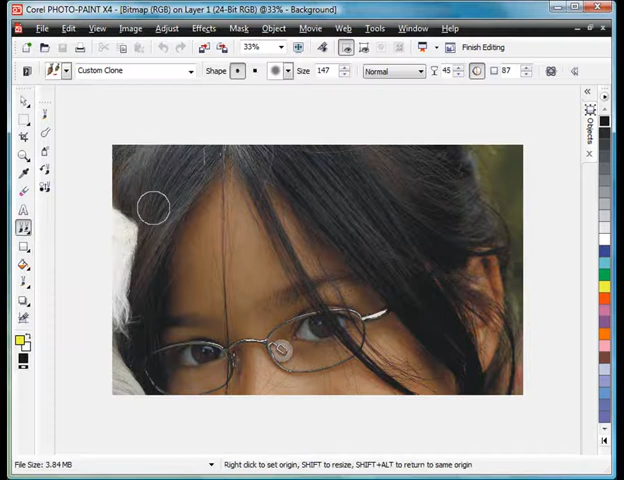 Corel PHOTO-PAINT X4 - [Bitmap (RGB) on Layer 1 (24-Bit RGB) @33% - Background]
File Edit View Image Adjust Effects Mask Object Movie Web Tools Window Help
33% Finish Editing
Custom Clone Shape Size 147 Normal 45 87
Objects
File Size: 3.84 MB Right click to set origin, SHIFT to resize, SHIFT+ALT to return to same origin